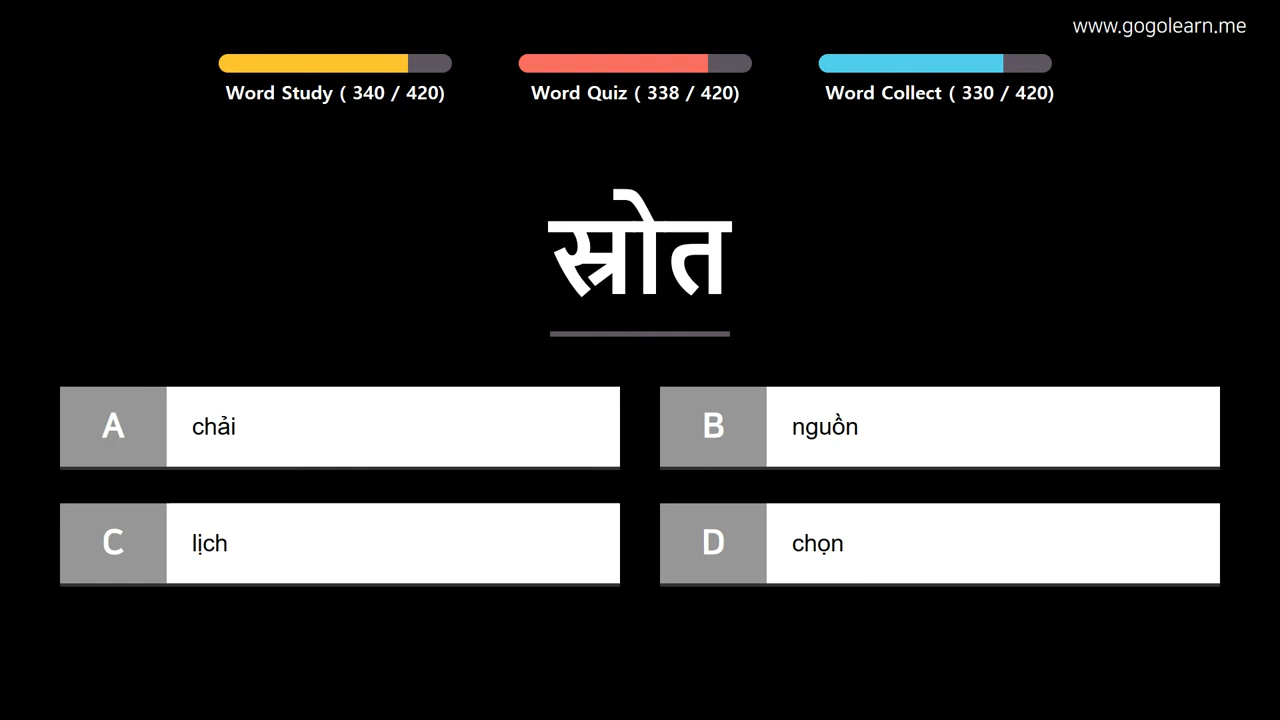 www.gogolearn.me
Word Study ( 340 / 420)
Word Quiz ( 338 / 420)
Word Collect ( 330 / 420)
स्रोत
A chải
B nguồn
C lịch
D chọn